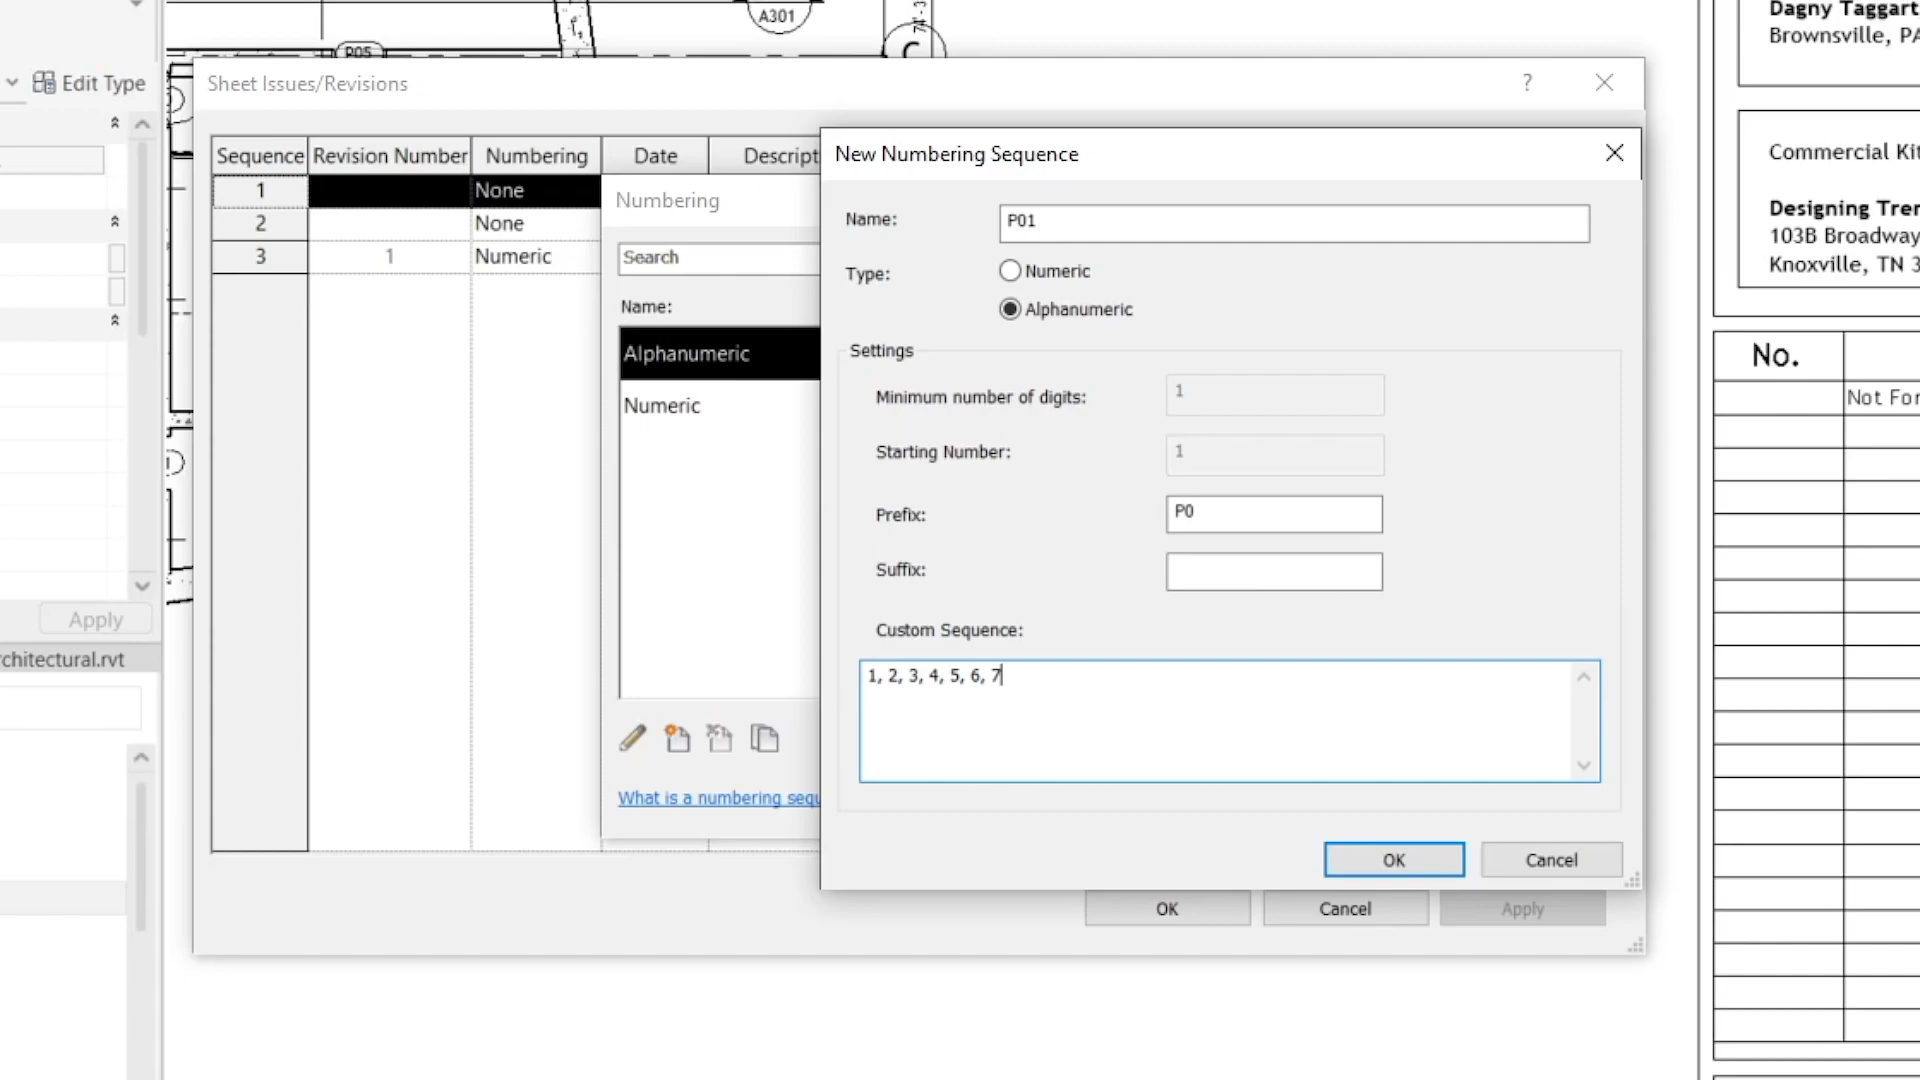 A301
P05
C
Edit Type
Sheet Issues/Revisions
?
Sequence Revision Number Numbering Date Descript
1 None
2 None
3 1 Numeric
Numbering
Search
Name:
Alphanumeric
Numeric
What is a numbering sequ
New Numbering Sequence
Name: P01
Type: Numeric
Alphanumeric
Settings
Minimum number of digits: 1
Starting Number: 1
Prefix: P0
Suffix:
Custom Sequence:
1, 2, 3, 4, 5, 6, 7
OK Cancel
OK Cancel Apply
Apply
rchitectural.rvt
Dagny Taggart
Brownsville, PA
Commercial Kit
Designing Tren
103B Broadway
Knoxville, TN 3
No.
Not For